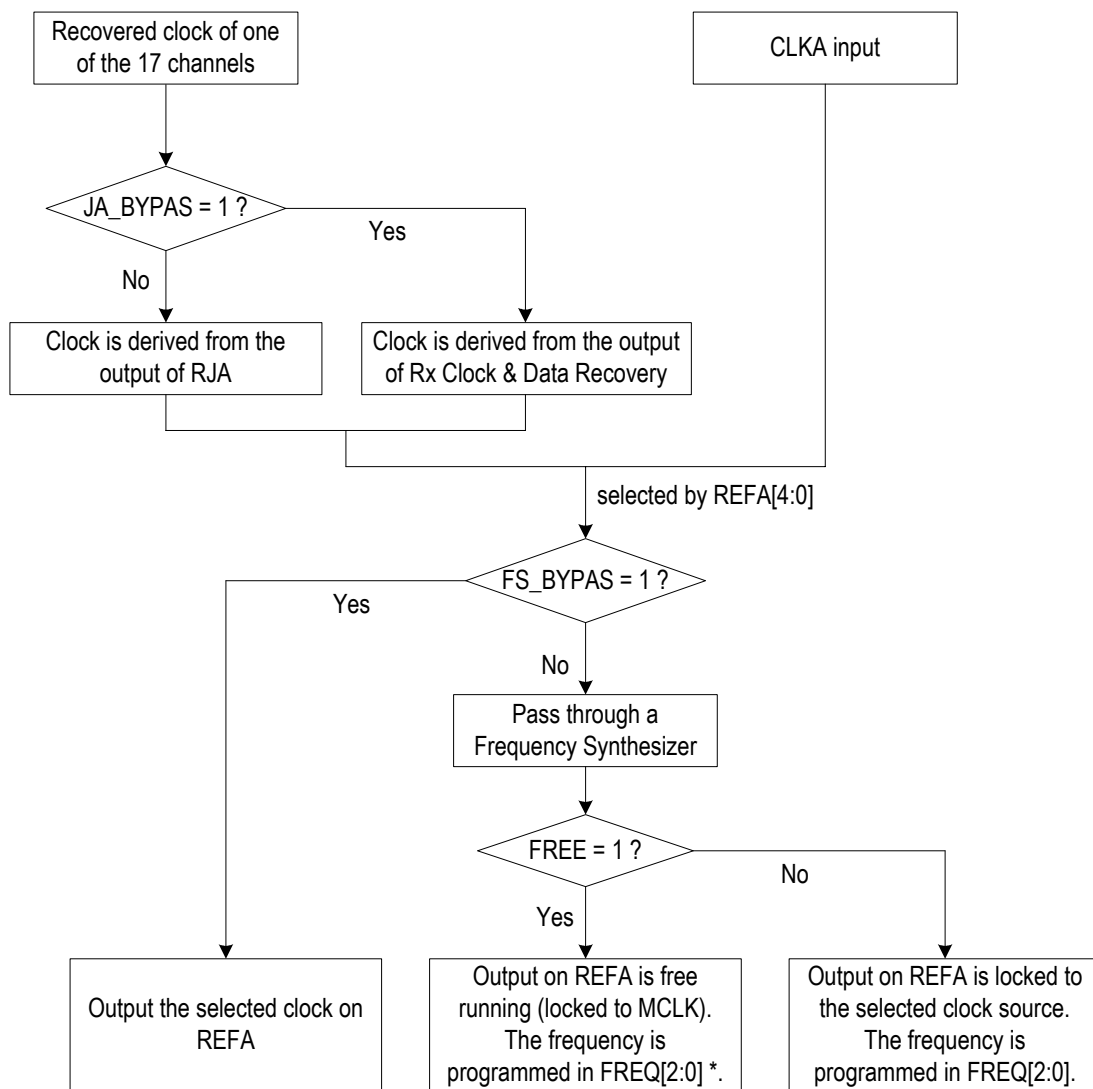 Recovered clock of one
of the 17 channels
CLKA input
JA_BYPAS = 1 ?
Yes
No
Clock is derived from the
output of RJA
Clock is derived from the output
of Rx Clock & Data Recovery
selected by REFA[4:0]
FS_BYPAS = 1 ?
Yes
No
Pass through a
Frequency Synthesizer
FREE = 1 ?
No
Yes
Output the selected clock on
REFA
Output on REFA is free
running (locked to MCLK).
The frequency is
programmed in FREQ[2:0] *.
Output on REFA is locked to
the selected clock source.
The frequency is
programmed in FREQ[2:0].